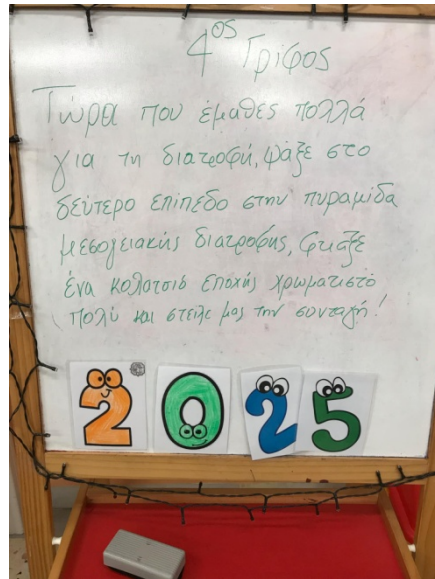 4ος Γρίφος
Τώρα που έμαθες πολλά
για τη διατροφή, ψάξε στο
δεύτερο επίπεδο στην πυραμίδα
μεσογειακής διατροφής, φτιάξε
ένα κολατσιό εποχής χρωματιστό
πολύ και στείλε μας την συνταγή!
2025